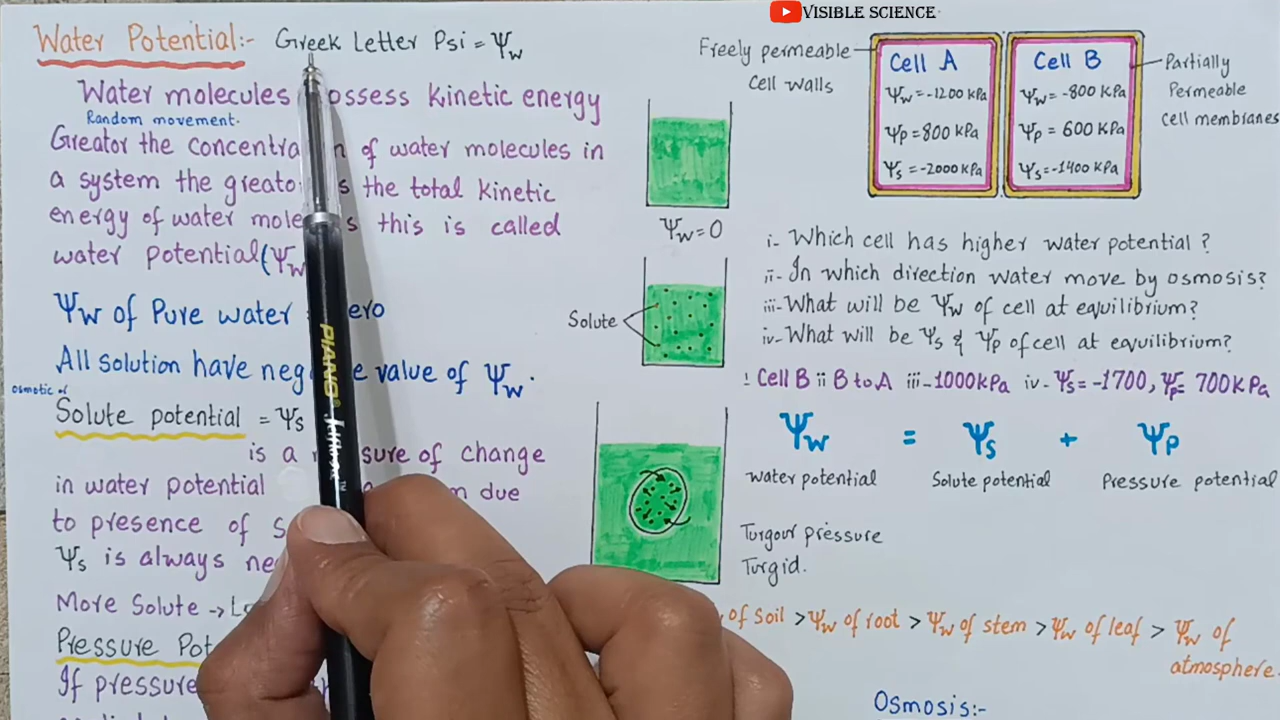 VISIBLE SCIENCE
Water Potential:- Greek Letter Psi = Ψw
Water molecules ossess kinetic energy
Random movement.
Greator the concentra n of water molecules in
a system the greato s the total kinetic
energy of water mole s this is called
water potential (Ψw
Ψw of Pure water ero
All solution have neg e value of Ψw.
osmotic
Solute potential = Ψs
is a sure of change
in water potential due
to presence of S
Ψs is always ne
More Solute → L
Pressure Pot
If pressure
Freely permeable
Cell walls
Cell A
Ψw = -1200 KPa
Ψp = 800 KPa
Ψs = -2000 KPa
Cell B
Ψw = -800 KPa
Ψp = 600 KPa
Ψs = -1400 KPa
Partially
Permeable
cell membranes
Ψw = 0
Solute
i- Which cell has higher water potential ?
ii- In which direction water move by osmosis?
iii- What will be Ψw of cell at equilibrium?
iv- What will be Ψs & Ψp of cell at equilibrium?
i Cell B ii B to A iii -1000 kPa iv- Ψs = -1700, Ψp = 700 KPa
Ψw = Ψs + Ψp
Water potential Solute potential Pressure potential
Turgour pressure
Turgid.
of Soil > Ψw of root > Ψw of stem > Ψw of leaf > Ψw of
atmosphere.
Osmosis:-
PIANO